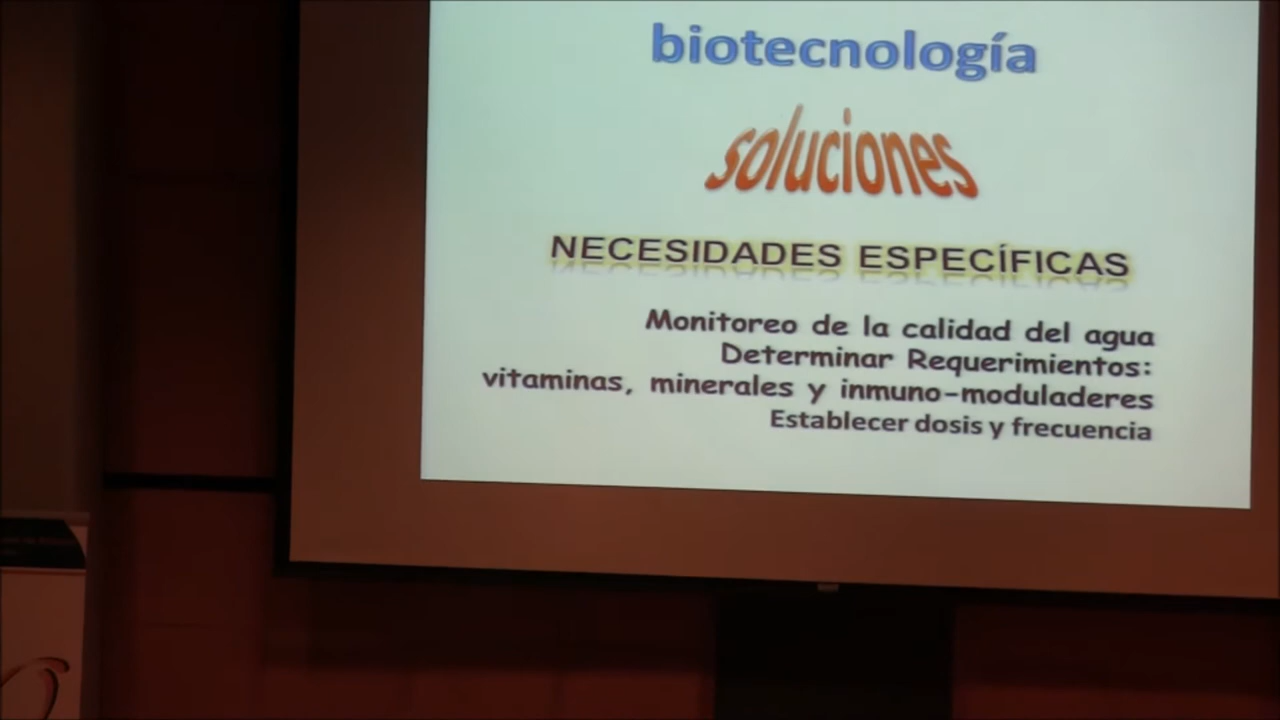 biotecnología
soluciones
NECESIDADES ESPECÍFICAS
Monitoreo de la calidad del agua
Determinar Requerimientos:
vitaminas, minerales y inmuno-moduladeres
Establecer dosis y frecuencia